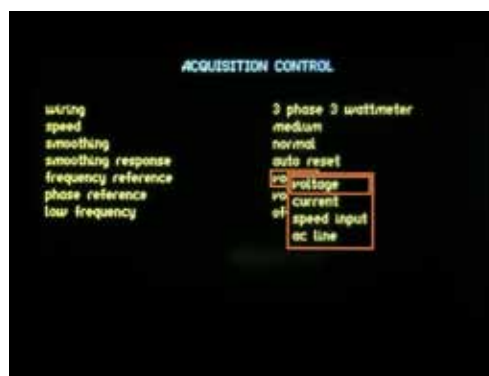 ACQUISITION CONTROL
wiring 3 phase 3 wattmeter
speed medium
smoothing normal
smoothing response auto reset
frequency reference
voltage
phase reference
current
low frequency
speed input
ac line